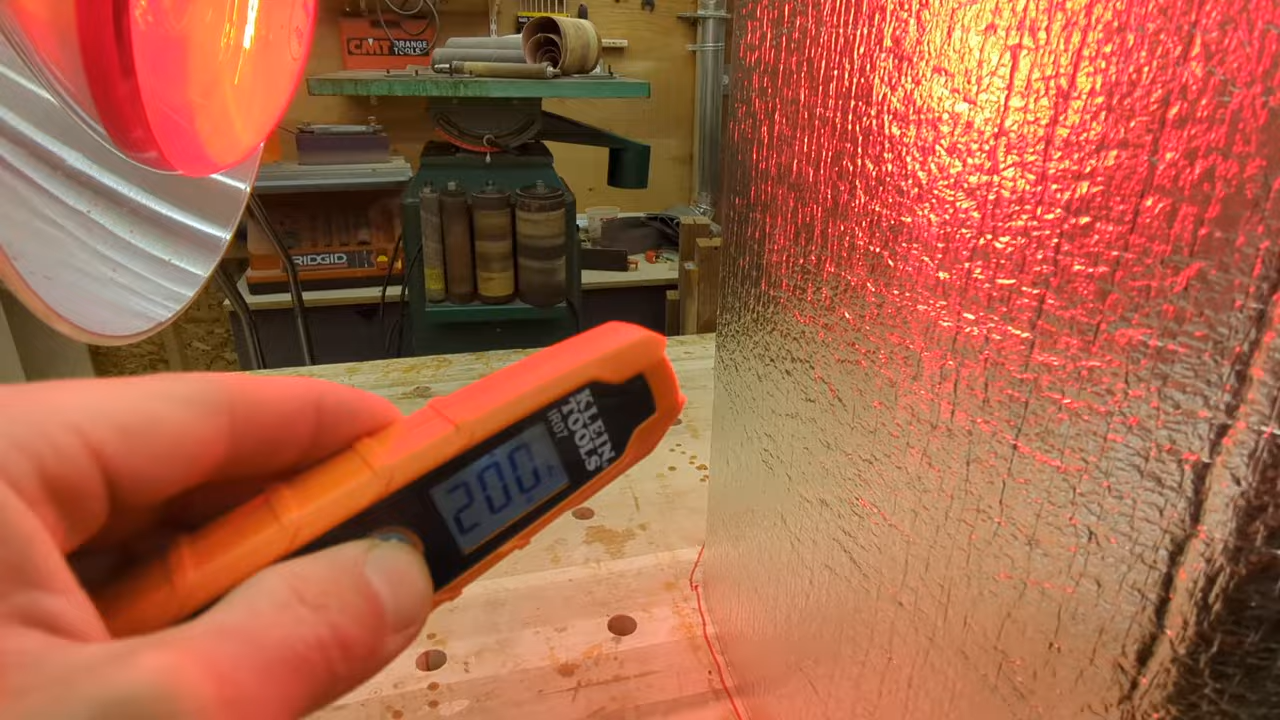 CMT ORANGE
TOOLS
RIDGID
KLEIN
TOOLS
IR07
200